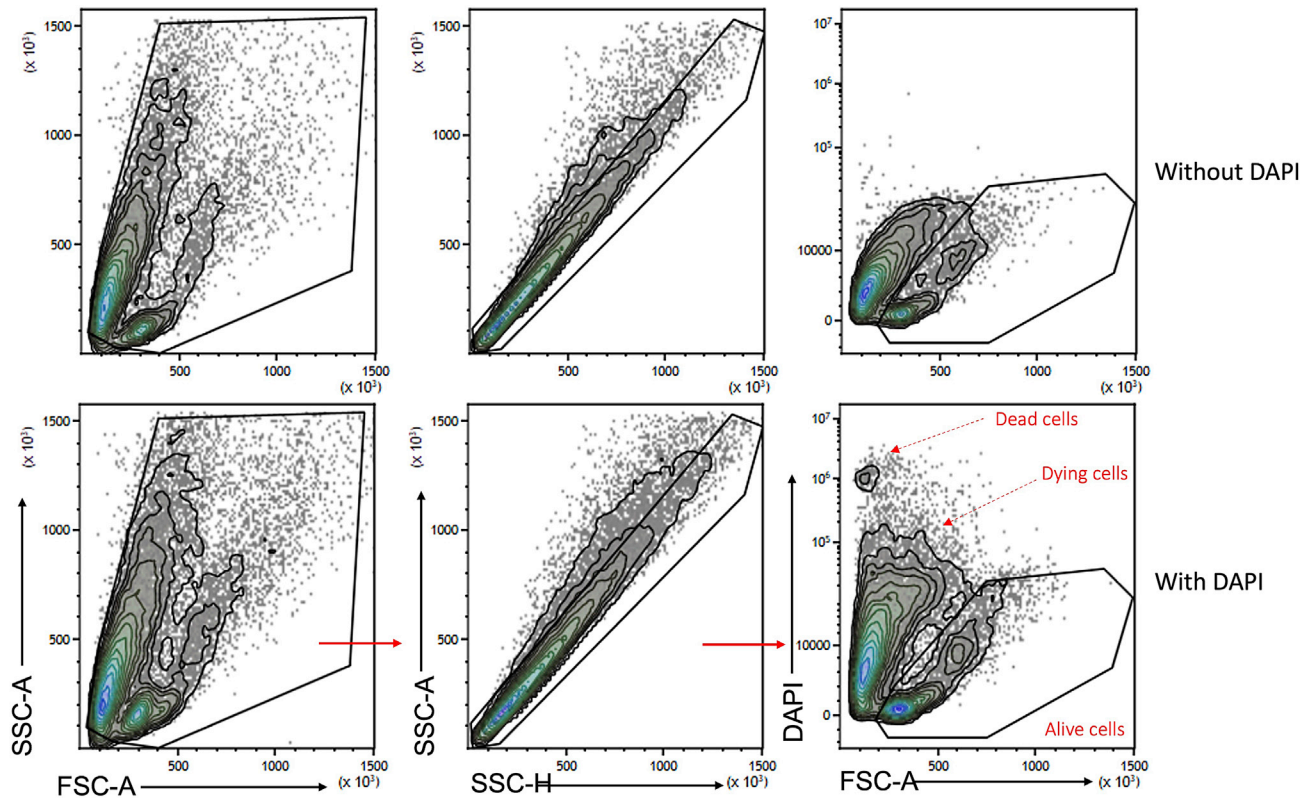 1500
(x 10³)
1000
500
500
1000
1500
(x 10³)
1500
(x 10³)
1000
500
500
1000
1500
(x 10³)
10⁷
10⁶
10⁵
10000
0
500
1000
1500
(x 10³)
Without DAPI
1500
(x 10³)
1000
500
SSC-A
500
1000
1500
(x 10³)
FSC-A
1500
(x 10³)
1000
500
SSC-A
500
1000
1500
(x 10³)
SSC-H
10⁷
10⁶
10⁵
10000
0
DAPI
Dead cells
Dying cells
Alive cells
500
1000
1500
(x 10³)
FSC-A
With DAPI